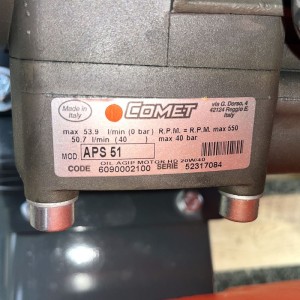 Made in
Italy
COMET
via G. Dorso, 4
42124 Reggio E.
Italy
max 53.9 l/min (0 bar) R.P.M. = R.P.M. max 550
50.7 l/min (40 ) max 40 bar
MOD APS 51
OIL AGIP MOTOR HD 20W/40
CODE 6090002100 SERIE 52317084